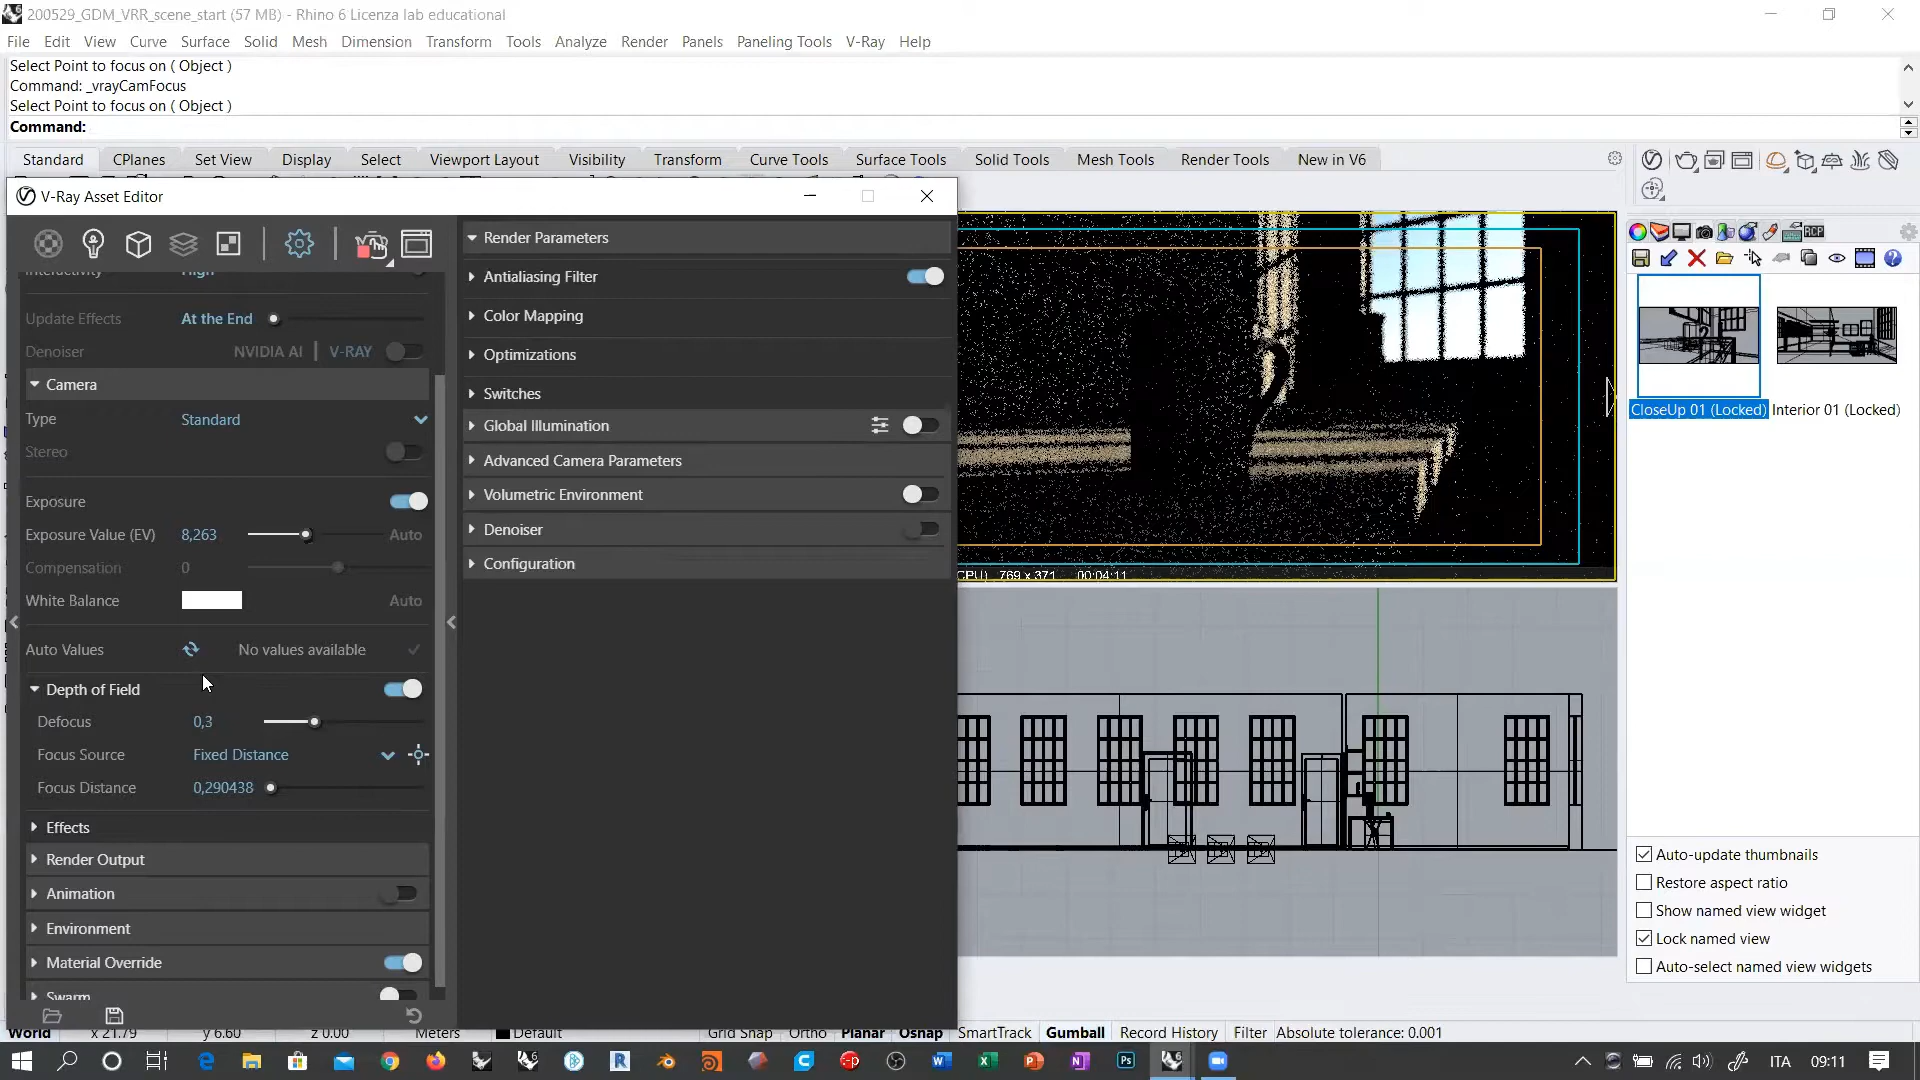 200529_GDM_VRR_scene_start (57 MB) - Rhino 6 Licenza lab educational
File Edit View Curve Surface Solid Mesh Dimension Transform Tools Analyze Render Panels Paneling Tools V-Ray Help
Select Point to focus on ( Object )
Command: _vrayCamFocus
Select Point to focus on ( Object )
Command:
Standard CPlanes Set View Display Select Viewport Layout Visibility Transform Curve Tools Surface Tools Solid Tools Mesh Tools Render Tools New in V6
V-Ray Asset Editor
RCP
Interactivity High
Update Effects At the End
Denoiser NVIDIA AI | V-RAY
Camera
Type Standard
Stereo
Exposure
Exposure Value (EV) 8,263 Auto
Compensation 0
White Balance Auto
Auto Values No values available
Depth of Field
Defocus 0,3
Focus Source Fixed Distance
Focus Distance 0,290438
Effects
Render Output
Animation
Environment
Material Override
Swarm
Render Parameters
Antialiasing Filter
Color Mapping
Optimizations
Switches
Global Illumination
Advanced Camera Parameters
Volumetric Environment
Denoiser
Configuration
CPU) 769 x 371 00:04:11
CloseUp 01 (Locked) Interior 01 (Locked)
Auto-update thumbnails
Restore aspect ratio
Show named view widget
Lock named view
Auto-select named view widgets
World x 21.79 y 6.60 z 0.00 Meters Default Grid Snap Ortho Planar Osnap SmartTrack Gumball Record History Filter Absolute tolerance: 0.001
ITA 09:11